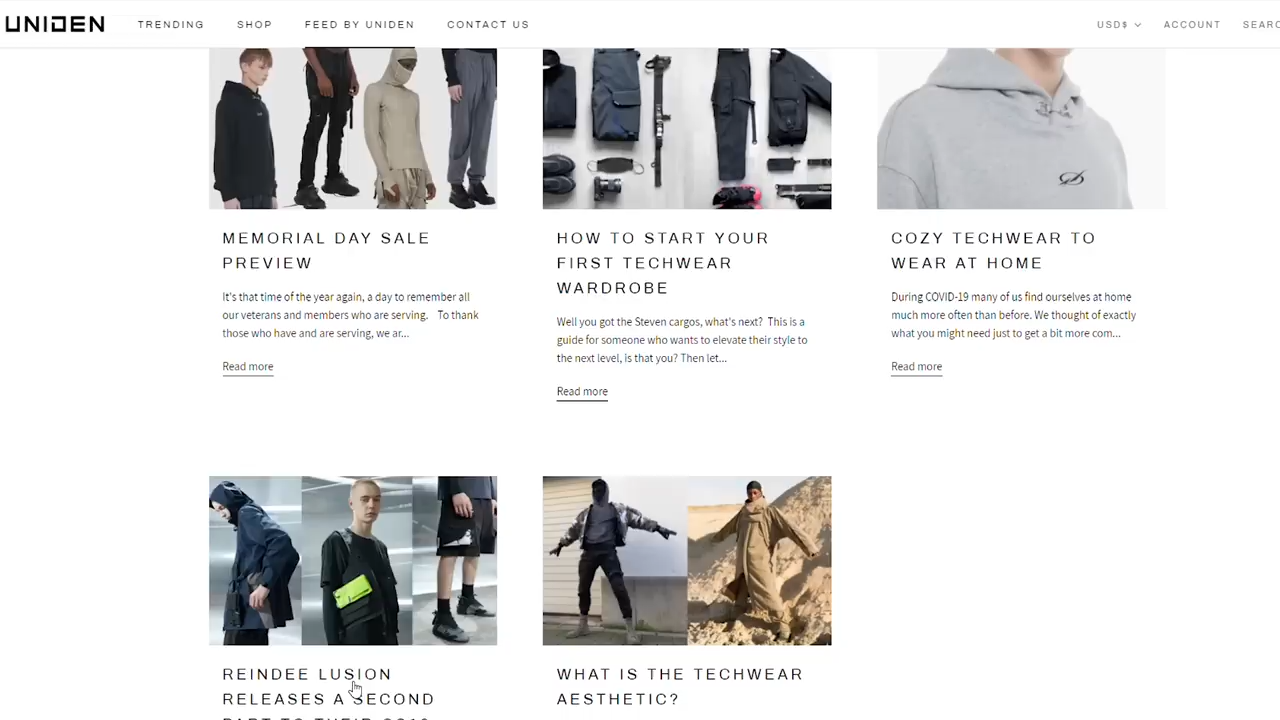 UNIDEN
TRENDING
SHOP
FEED BY UNIDEN
CONTACT US
USD$
ACCOUNT
SEARC
MEMORIAL DAY SALE
PREVIEW
It's that time of the year again, a day to remember all
our veterans and members who are serving. To thank
those who have and are serving, we ar...
Read more
HOW TO START YOUR
FIRST TECHWEAR
WARDROBE
Well you got the Steven cargos, what's next? This is a
guide for someone who wants to elevate their style to
the next level, is that you? Then let...
Read more
COZY TECHWEAR TO
WEAR AT HOME
During COVID-19 many of us find ourselves at home
much more often than before. We thought of exactly
what you might need just to get a bit more com...
Read more
REINDEE LUSION
RELEASES A SECOND
PART TO THEIR
WHAT IS THE TECHWEAR
AESTHETIC?